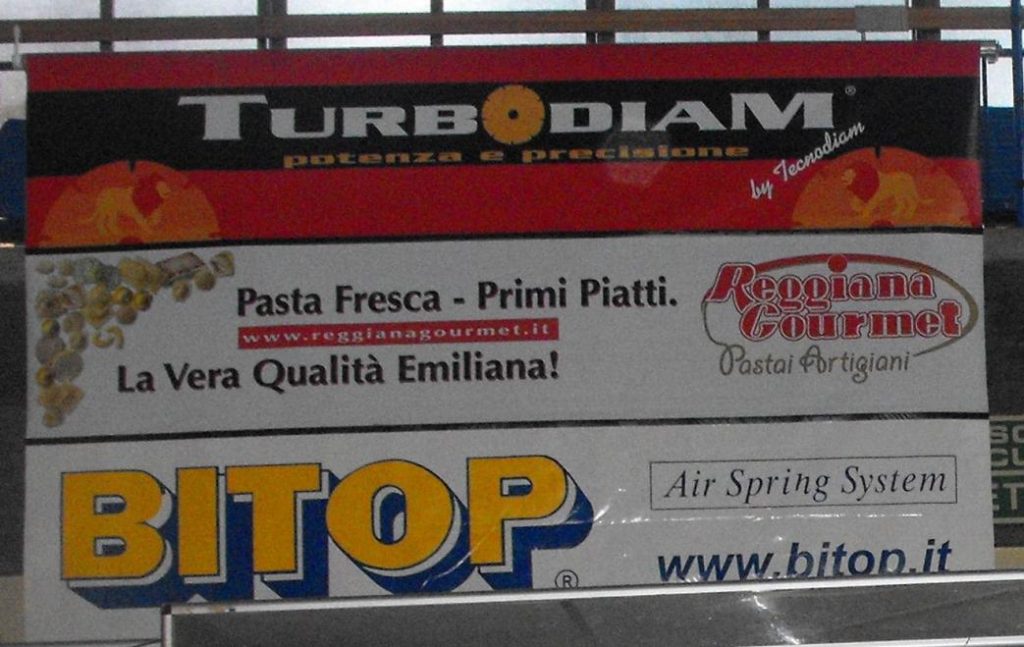 TURBODIAM®
potenza e precisione
by Tecnodiam
Pasta Fresca - Primi Piatti.
www.reggianagourmet.it
La Vera Qualità Emiliana!
Reggiana
Gourmet
Pastai Artigiani
BITOP®
Air Spring System
www.bitop.it